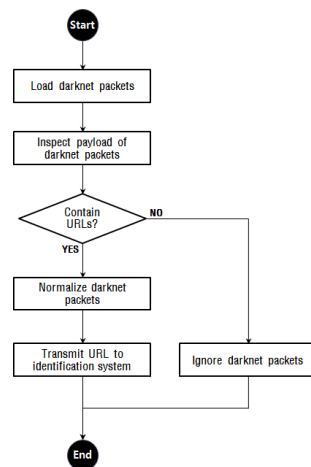 Start
Load darknet packets
Inspect payload of
darknet packets
Contain
URLs?
NO
YES
Normalize darknet
packets
Transmit URL to
identification system
Ignore darknet packets
End